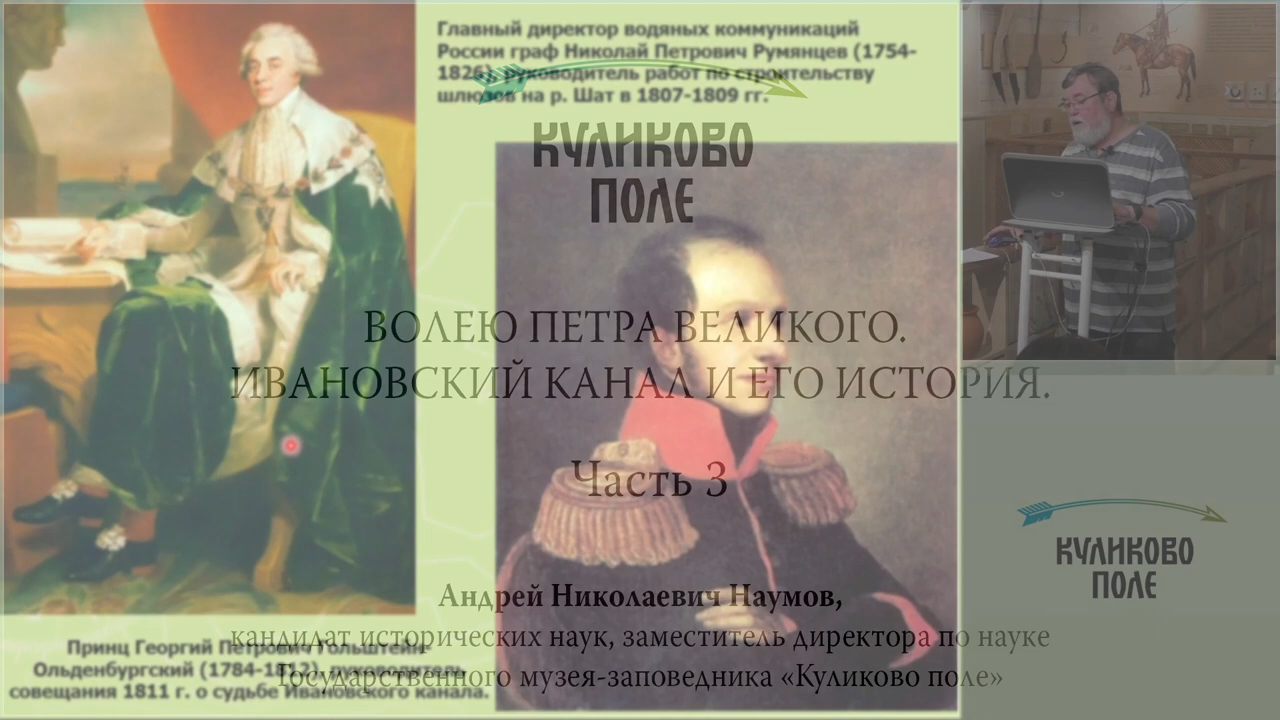 Главный директор водяных коммуникаций
России граф Николай Петрович Румянцев (1754-
1826), руководитель работ по строительству
шлюзов на р. Шат в 1807-1809 гг.
КУЛИКОВО
ПОЛЕ
ВОЛЕЮ ПЕТРА ВЕЛИКОГО.
ИВАНОВСКИЙ КАНАЛ И ЕГО ИСТОРИЯ.
Часть 3
Андрей Николаевич Наумов,
кандидат исторических наук, заместитель директора по науке
Государственного музея-заповедника «Куликово поле»
Принц Георгий Петрович Гольштейн-
Ольденбургский (1784-1812), руководитель
совещания 1811 г. о судьбе Ивановского канала.
КУЛИКОВО
ПОЛЕ